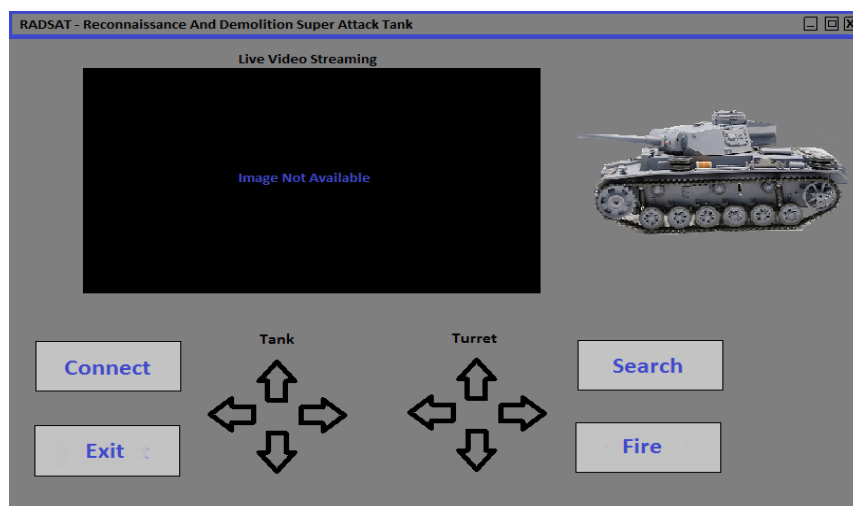 RADSAT - Reconnaissance And Demolition Super Attack Tank
Live Video Streaming
Image Not Available
Tank
Turret
Connect
Search
Exit
Fire